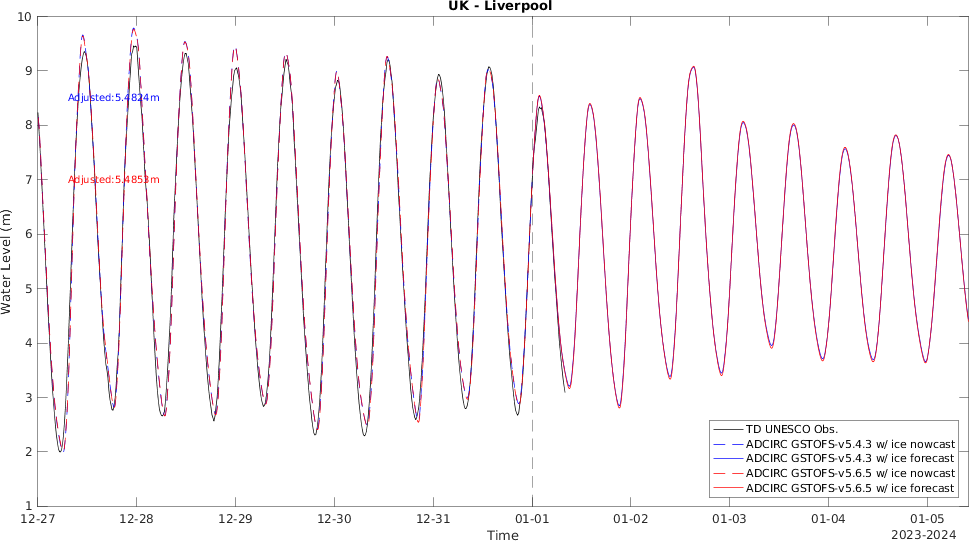 UK - Liverpool
10
9
8
7
6
5
4
3
2
1
Water Level (m)
Adjusted:5.4824m
Adjusted:5.4853m
TD UNESCO Obs.
ADCIRC GSTOFS-v5.4.3 w/ ice nowcast
ADCIRC GSTOFS-v5.4.3 w/ ice forecast
ADCIRC GSTOFS-v5.6.5 w/ ice nowcast
ADCIRC GSTOFS-v5.6.5 w/ ice forecast
12-27 12-28 12-29 12-30 12-31 01-01 01-02 01-03 01-04 01-05
Time
2023-2024